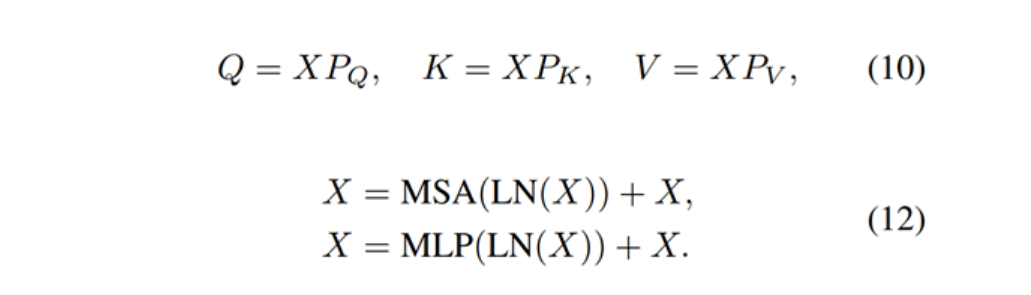 Q = XP_Q, K = XP_K, V = XP_V, (10)
X = MSA(LN(X)) + X,
X = MLP(LN(X)) + X. (12)